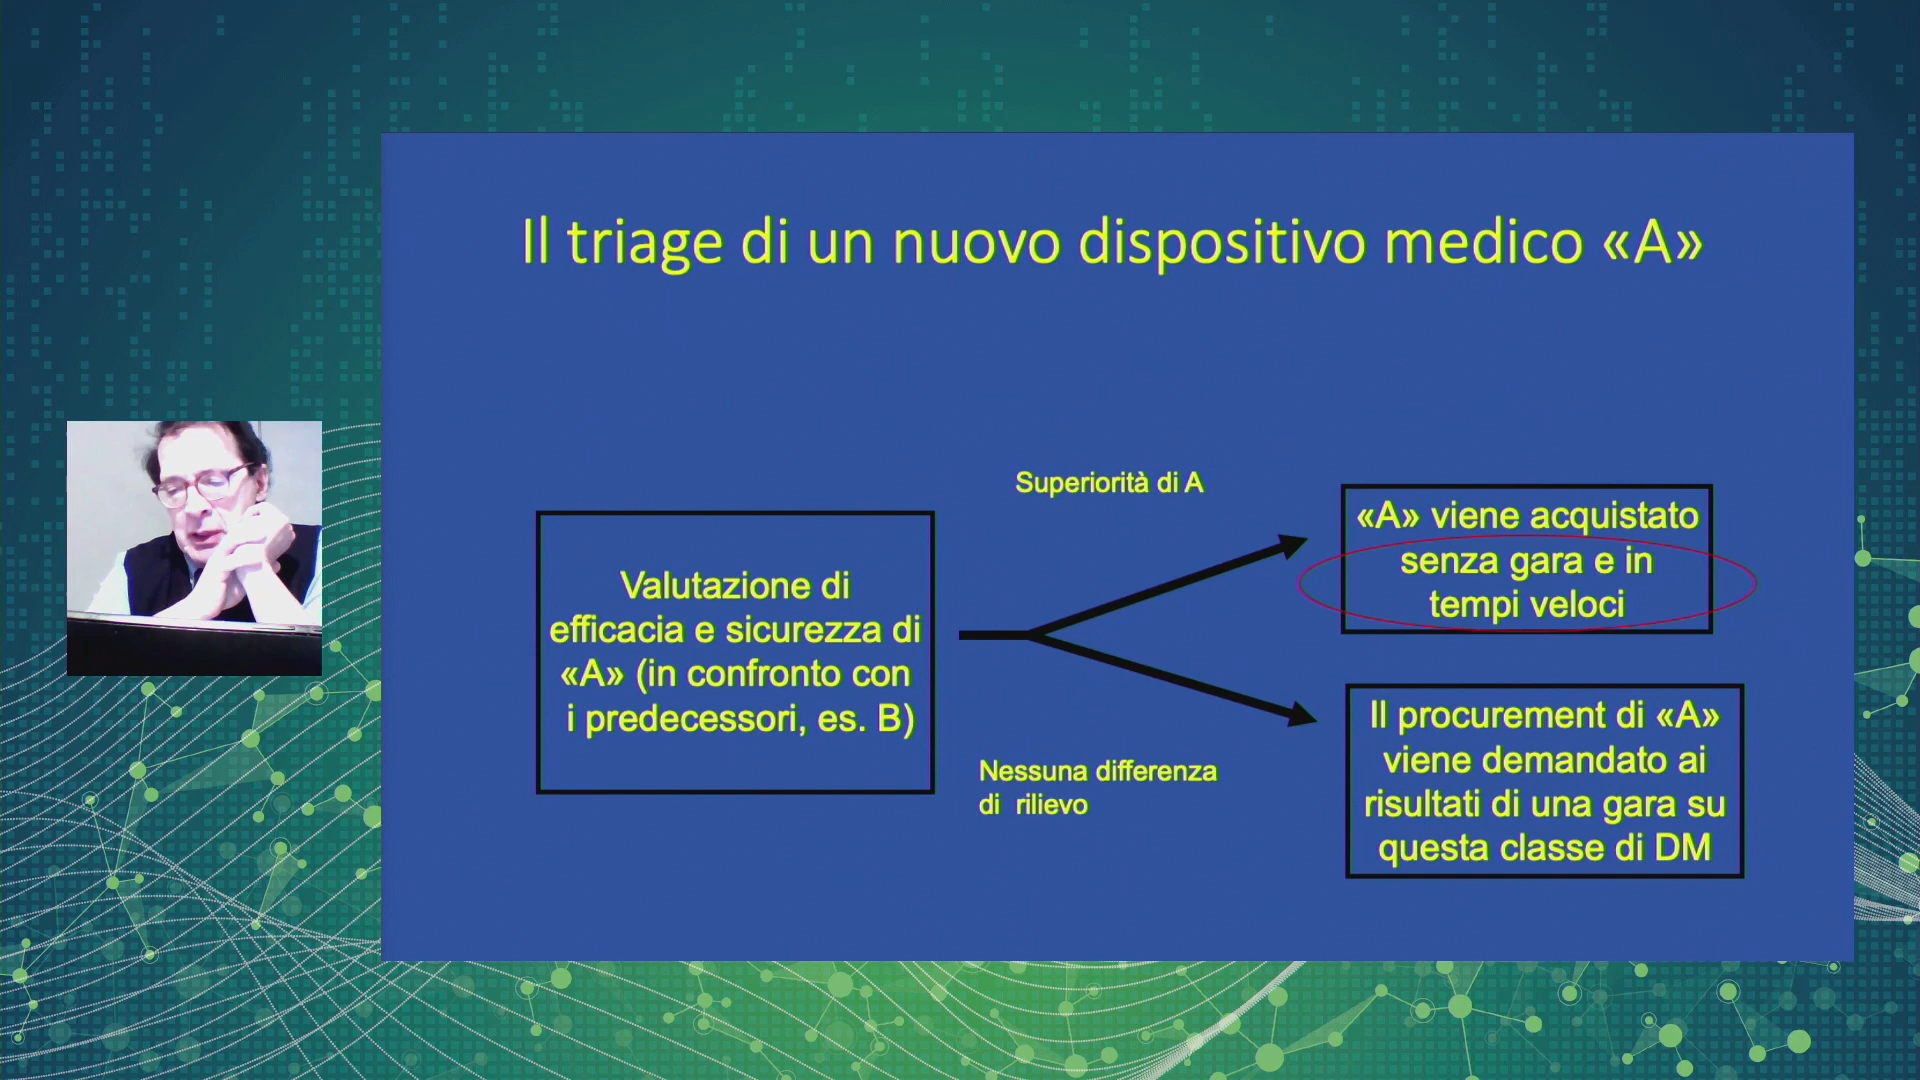 Il triage di un nuovo dispositivo medico «A»
Valutazione di
efficacia e sicurezza di
«A» (in confronto con
i predecessori, es. B)
Superiorità di A
Nessuna differenza
di rilievo
«A» viene acquistato
senza gara e in
tempi veloci
Il procurement di «A»
viene demandato ai
risultati di una gara su
questa classe di DM